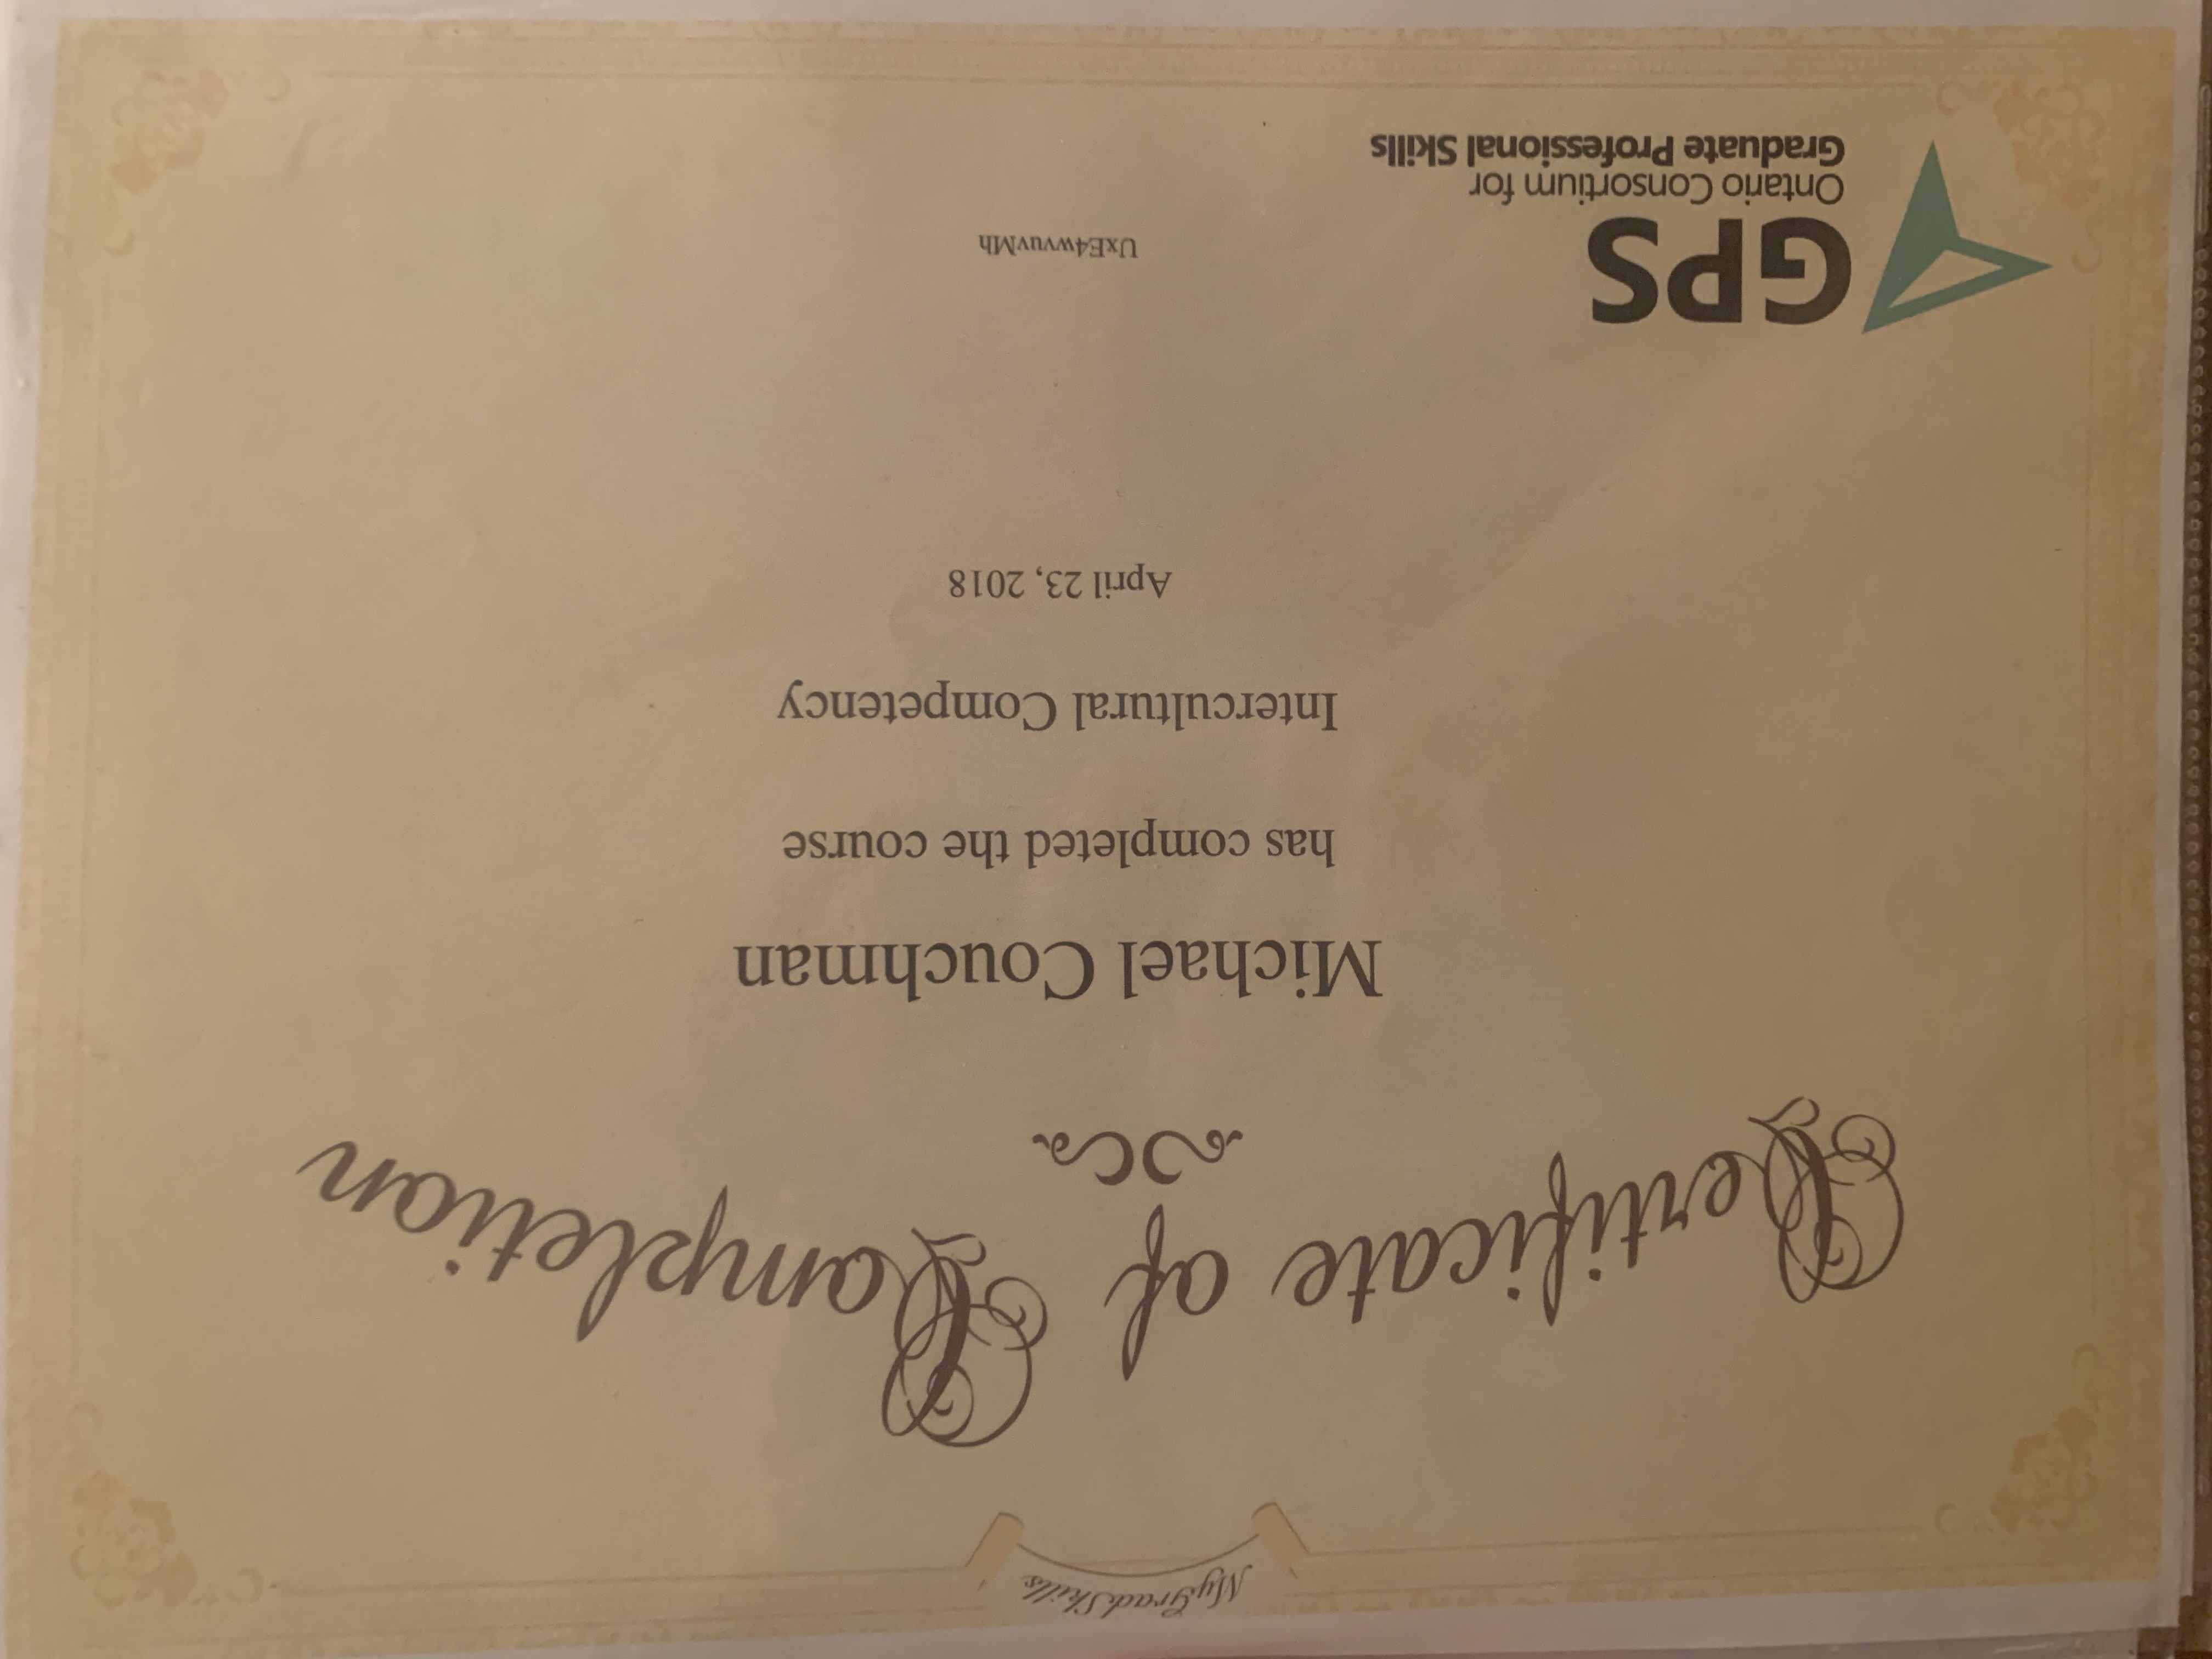 MyGradSkills
Certificate of Completion
Michael Couchman
has completed the course
Intercultural Competency
April 23, 2018
UxE4wvuvMh
GPS
Ontario Consortium for
Graduate Professional Skills